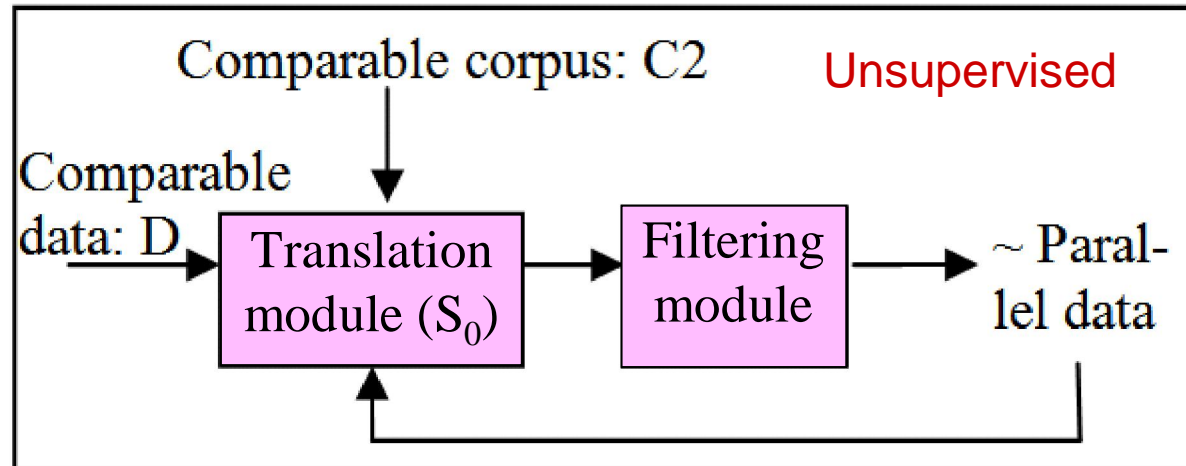 Comparable corpus: C2
Unsupervised
Comparable
data: D
Translation
module (S₀)
Filtering
module
~ Paral-
lel data